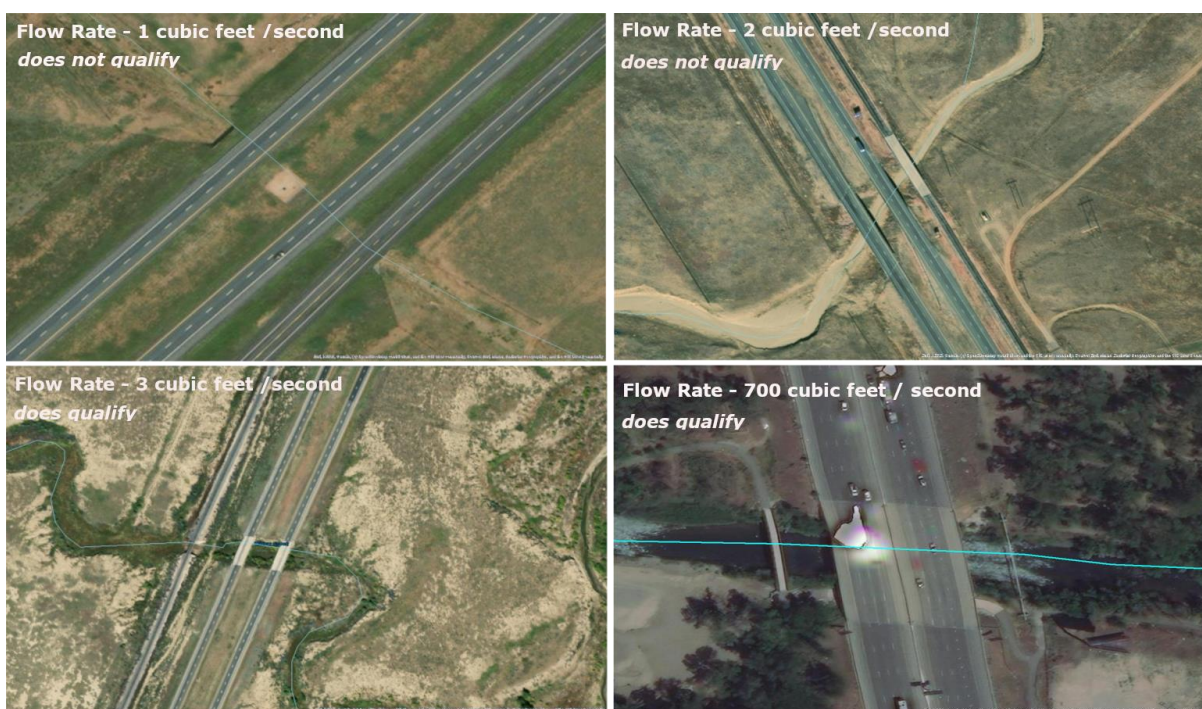 Flow Rate - 1 cubic feet /second
does not qualify
Flow Rate - 2 cubic feet /second
does not qualify
Flow Rate - 3 cubic feet /second
does qualify
Flow Rate - 700 cubic feet / second
does qualify